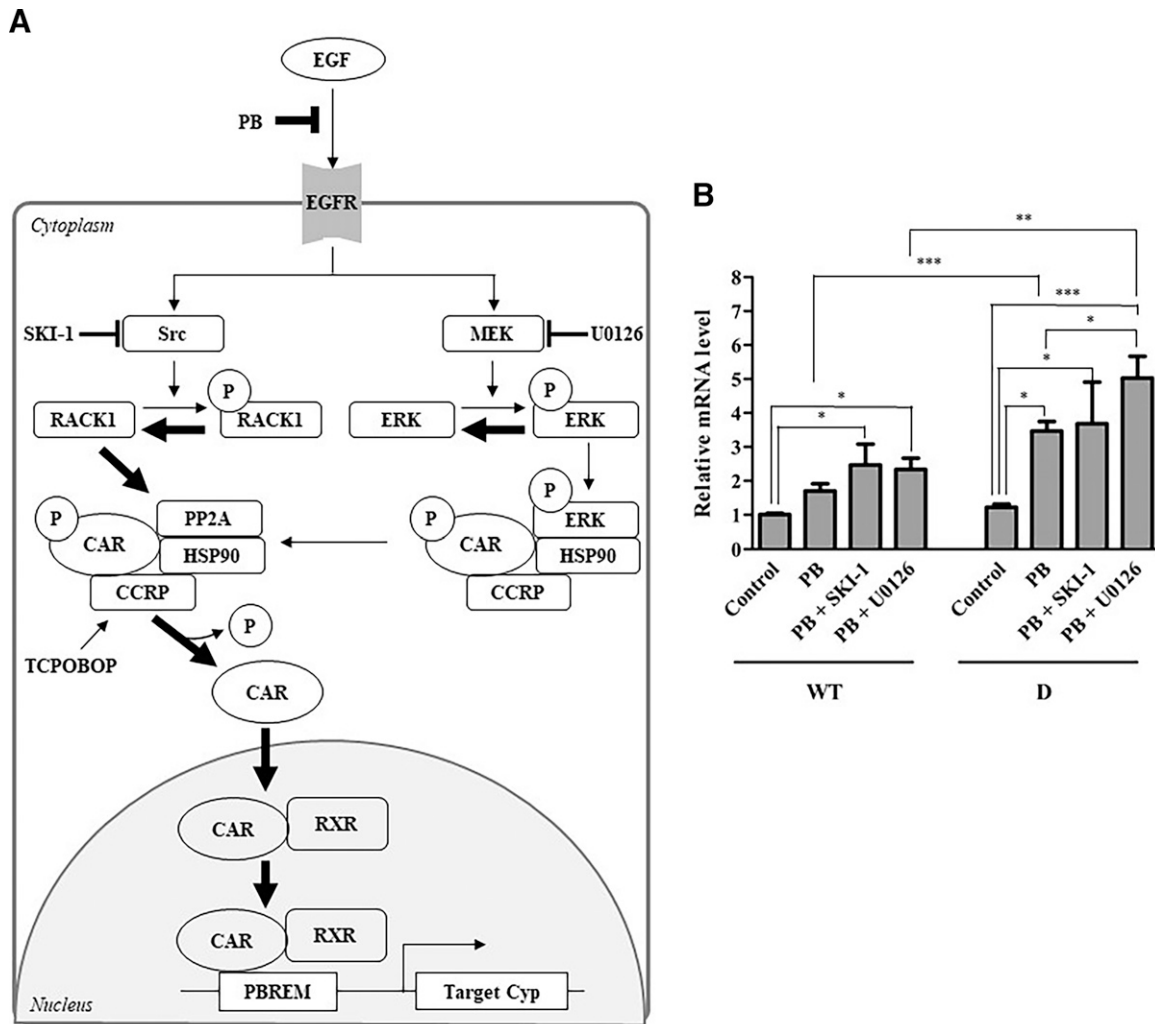 A
EGF
PB
EGFR
Cytoplasm
SKI-1
Src
MEK
U0126
RACK1
P
RACK1
ERK
P
ERK
P
CAR
PP2A
HSP90
CCRP
P
CAR
P
ERK
HSP90
CCRP
TCPOBOP
P
CAR
CAR
RXR
CAR
RXR
PBREM
Target Cyp
Nucleus
B
**
***
***
*
*
*
*
*
Relative mRNA level
8
7
6
5
4
3
2
1
0
Control
PB
PB + SKI-1
PB + U0126
Control
PB
PB + SKI-1
PB + U0126
WT
D